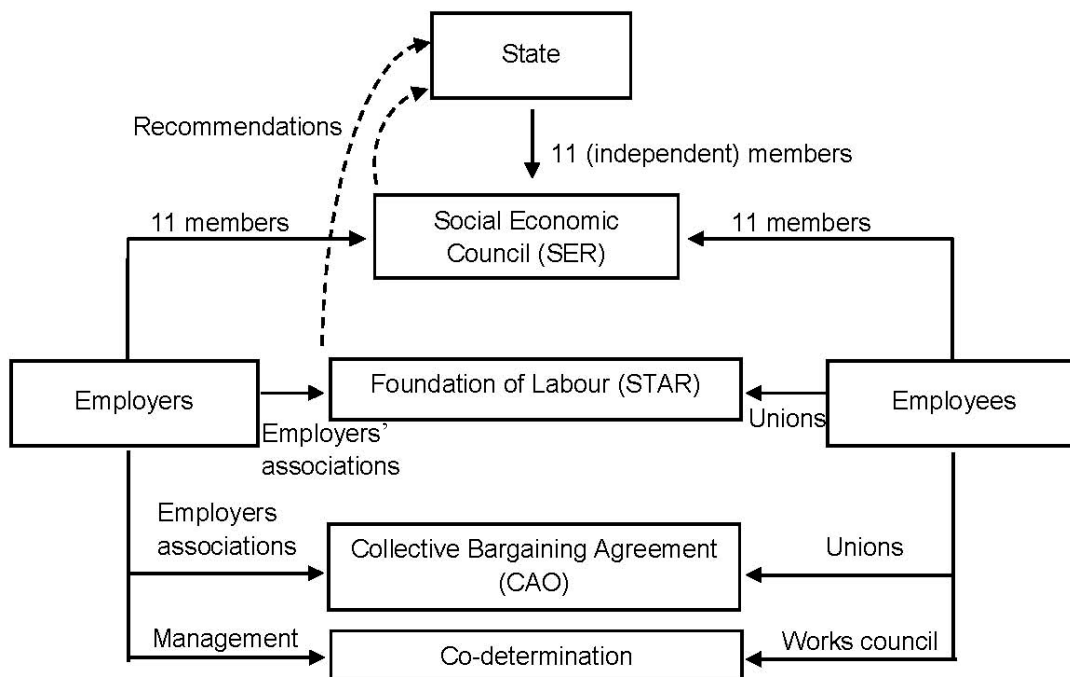 State
Recommendations
11 (independent) members
11 members
Social Economic
Council (SER)
11 members
Employers
Foundation of Labour (STAR)
Employees
Employers’
associations
Unions
Employers
associations
Collective Bargaining Agreement
(CAO)
Unions
Management
Co-determination
Works council